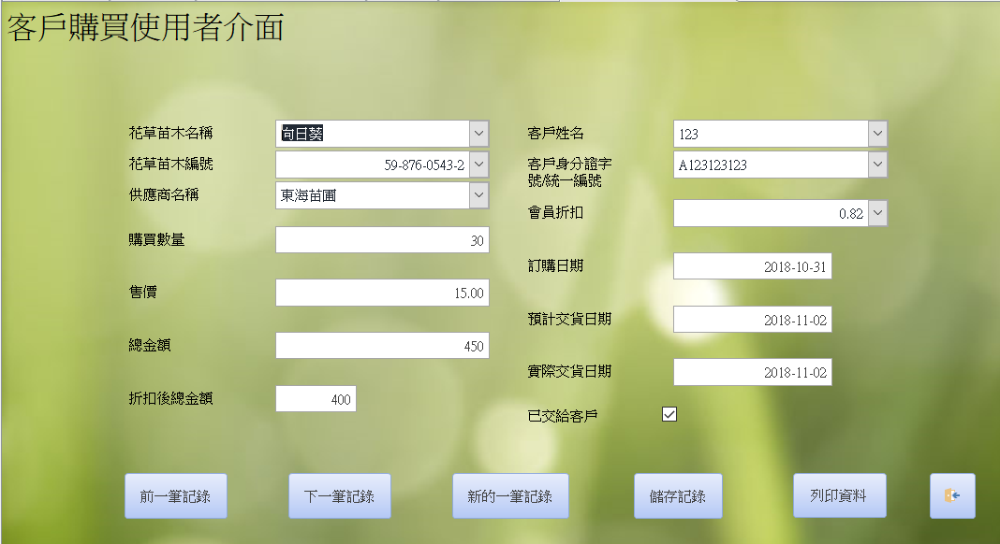 客戶購買使用者介面
花草苗木名稱
向日葵
花草苗木編號
59-876-0543-2
供應商名稱
東海苗圃
購買數量
30
售價
15.00
總金額
450
折扣後總金額
400
客戶姓名
123
客戶身分證字
號/統一編號
A123123123
會員折扣
0.82
訂購日期
2018-10-31
預計交貨日期
2018-11-02
實際交貨日期
2018-11-02
已交給客戶
前一筆記錄
下一筆記錄
新的一筆記錄
儲存記錄
列印資料